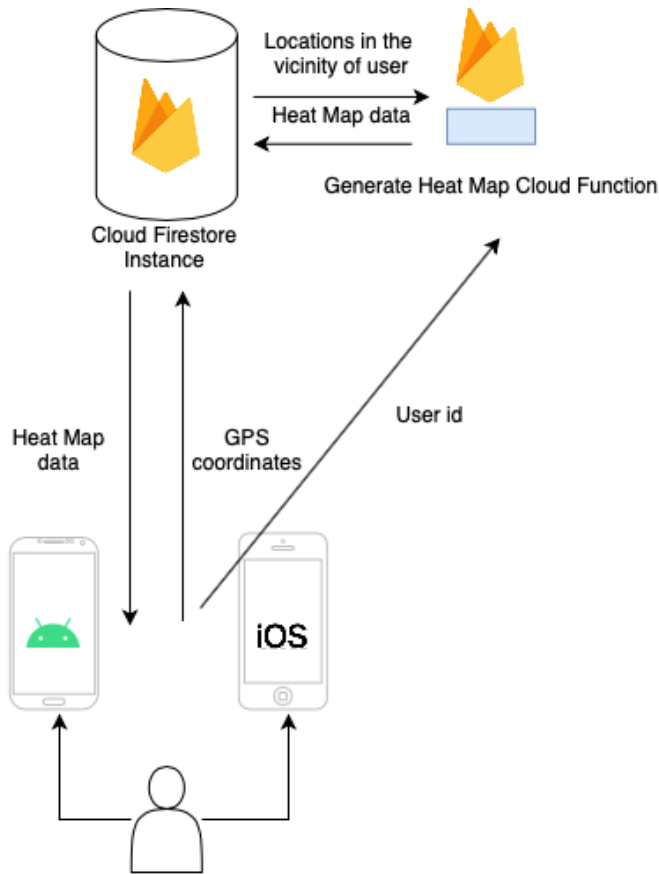 Locations in the
vicinity of user
Heat Map data
Generate Heat Map Cloud Function
Cloud Firestore
Instance
User id
Heat Map
data
GPS
coordinates
iOS